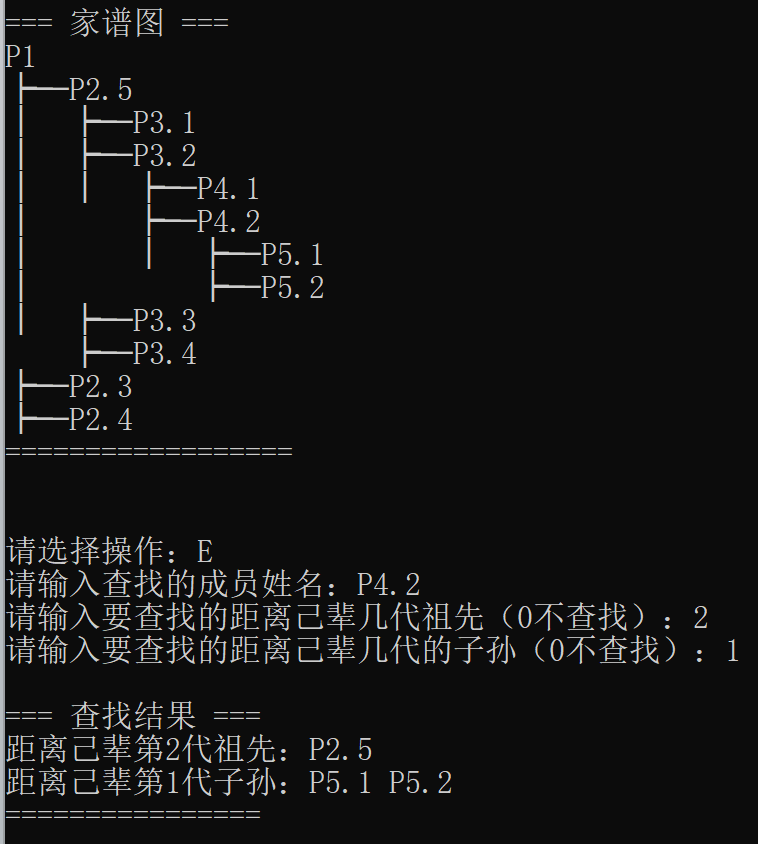 === 家谱图 ===
P1
├──P2.5
│   ├──P3.1
│   ├──P3.2
│   │   ├──P4.1
│       ├──P4.2
│       │   ├──P5.1
│           ├──P5.2
│   ├──P3.3
    ├──P3.4
├──P2.3
├──P2.4
==================
请选择操作：E
请输入查找的成员姓名：P4.2
请输入要查找的距离己辈几代祖先（0不查找）：2
请输入要查找的距离己辈几代的子孙（0不查找）：1
=== 查找结果 ===
距离己辈第2代祖先：P2.5
距离己辈第1代子孙：P5.1 P5.2
================